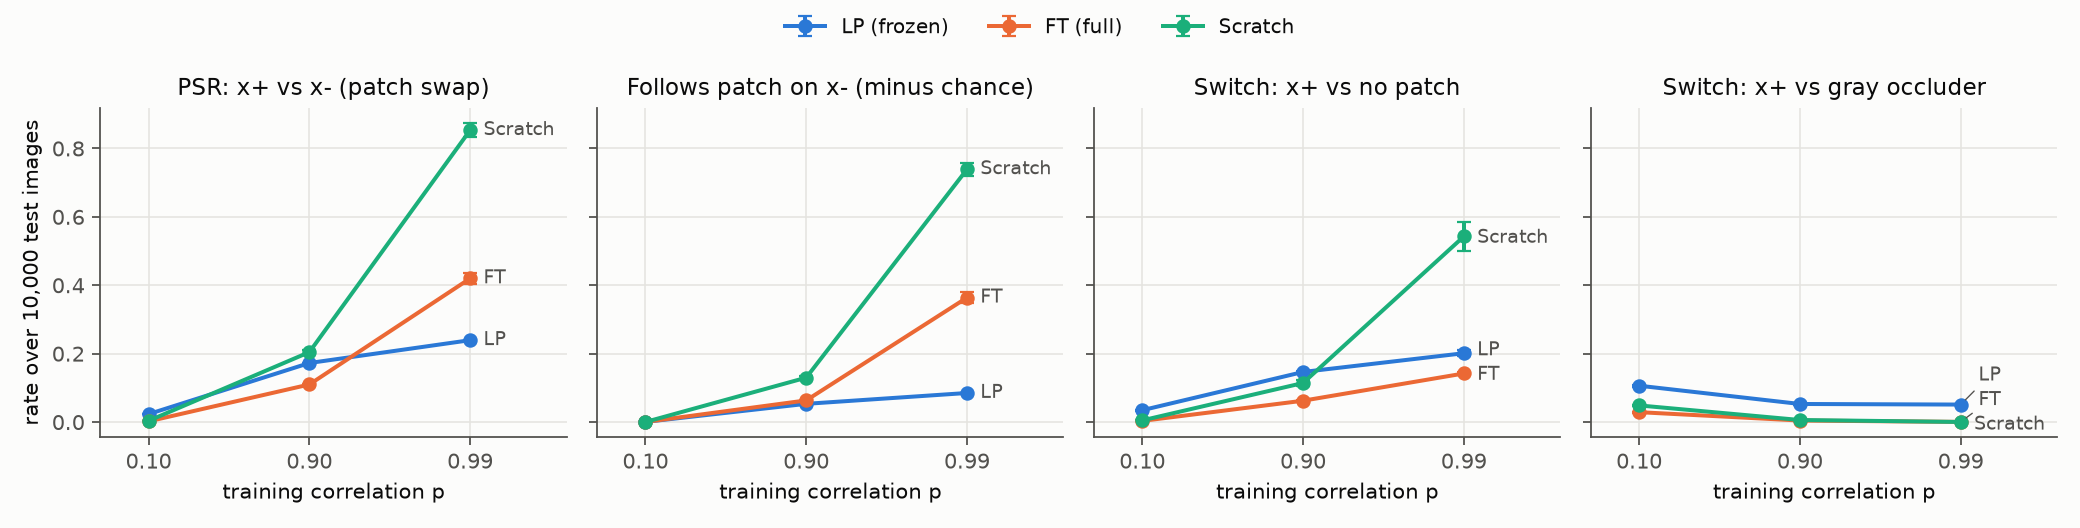 LP (frozen) FT (full) Scratch
PSR: x+ vs x- (patch swap)
rate over 10,000 test images
0.8
0.6
0.4
0.2
0.0
Scratch
FT
LP
0.10 0.90 0.99
training correlation p
Follows patch on x- (minus chance)
Scratch
FT
LP
0.10 0.90 0.99
training correlation p
Switch: x+ vs no patch
Scratch
LP
FT
0.10 0.90 0.99
training correlation p
Switch: x+ vs gray occluder
LP
FT
Scratch
0.10 0.90 0.99
training correlation p